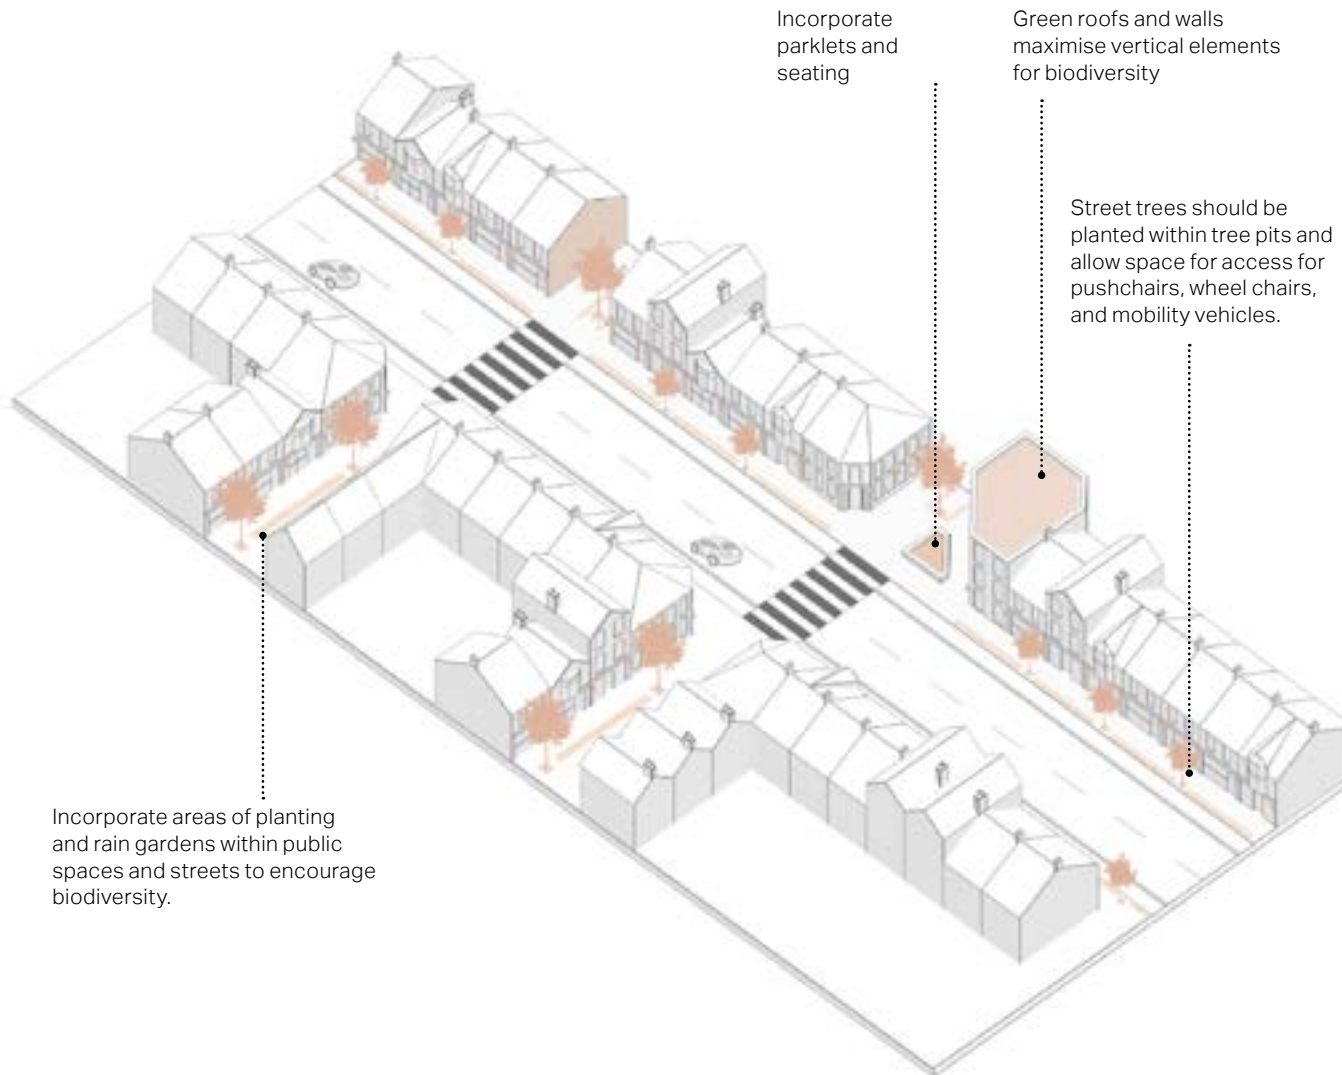 Incorporate
parklets and
seating
Green roofs and walls
maximise vertical elements
for biodiversity
Street trees should be
planted within tree pits and
allow space for access for
pushchairs, wheel chairs,
and mobility vehicles.
Incorporate areas of planting
and rain gardens within public
spaces and streets to encourage
biodiversity.